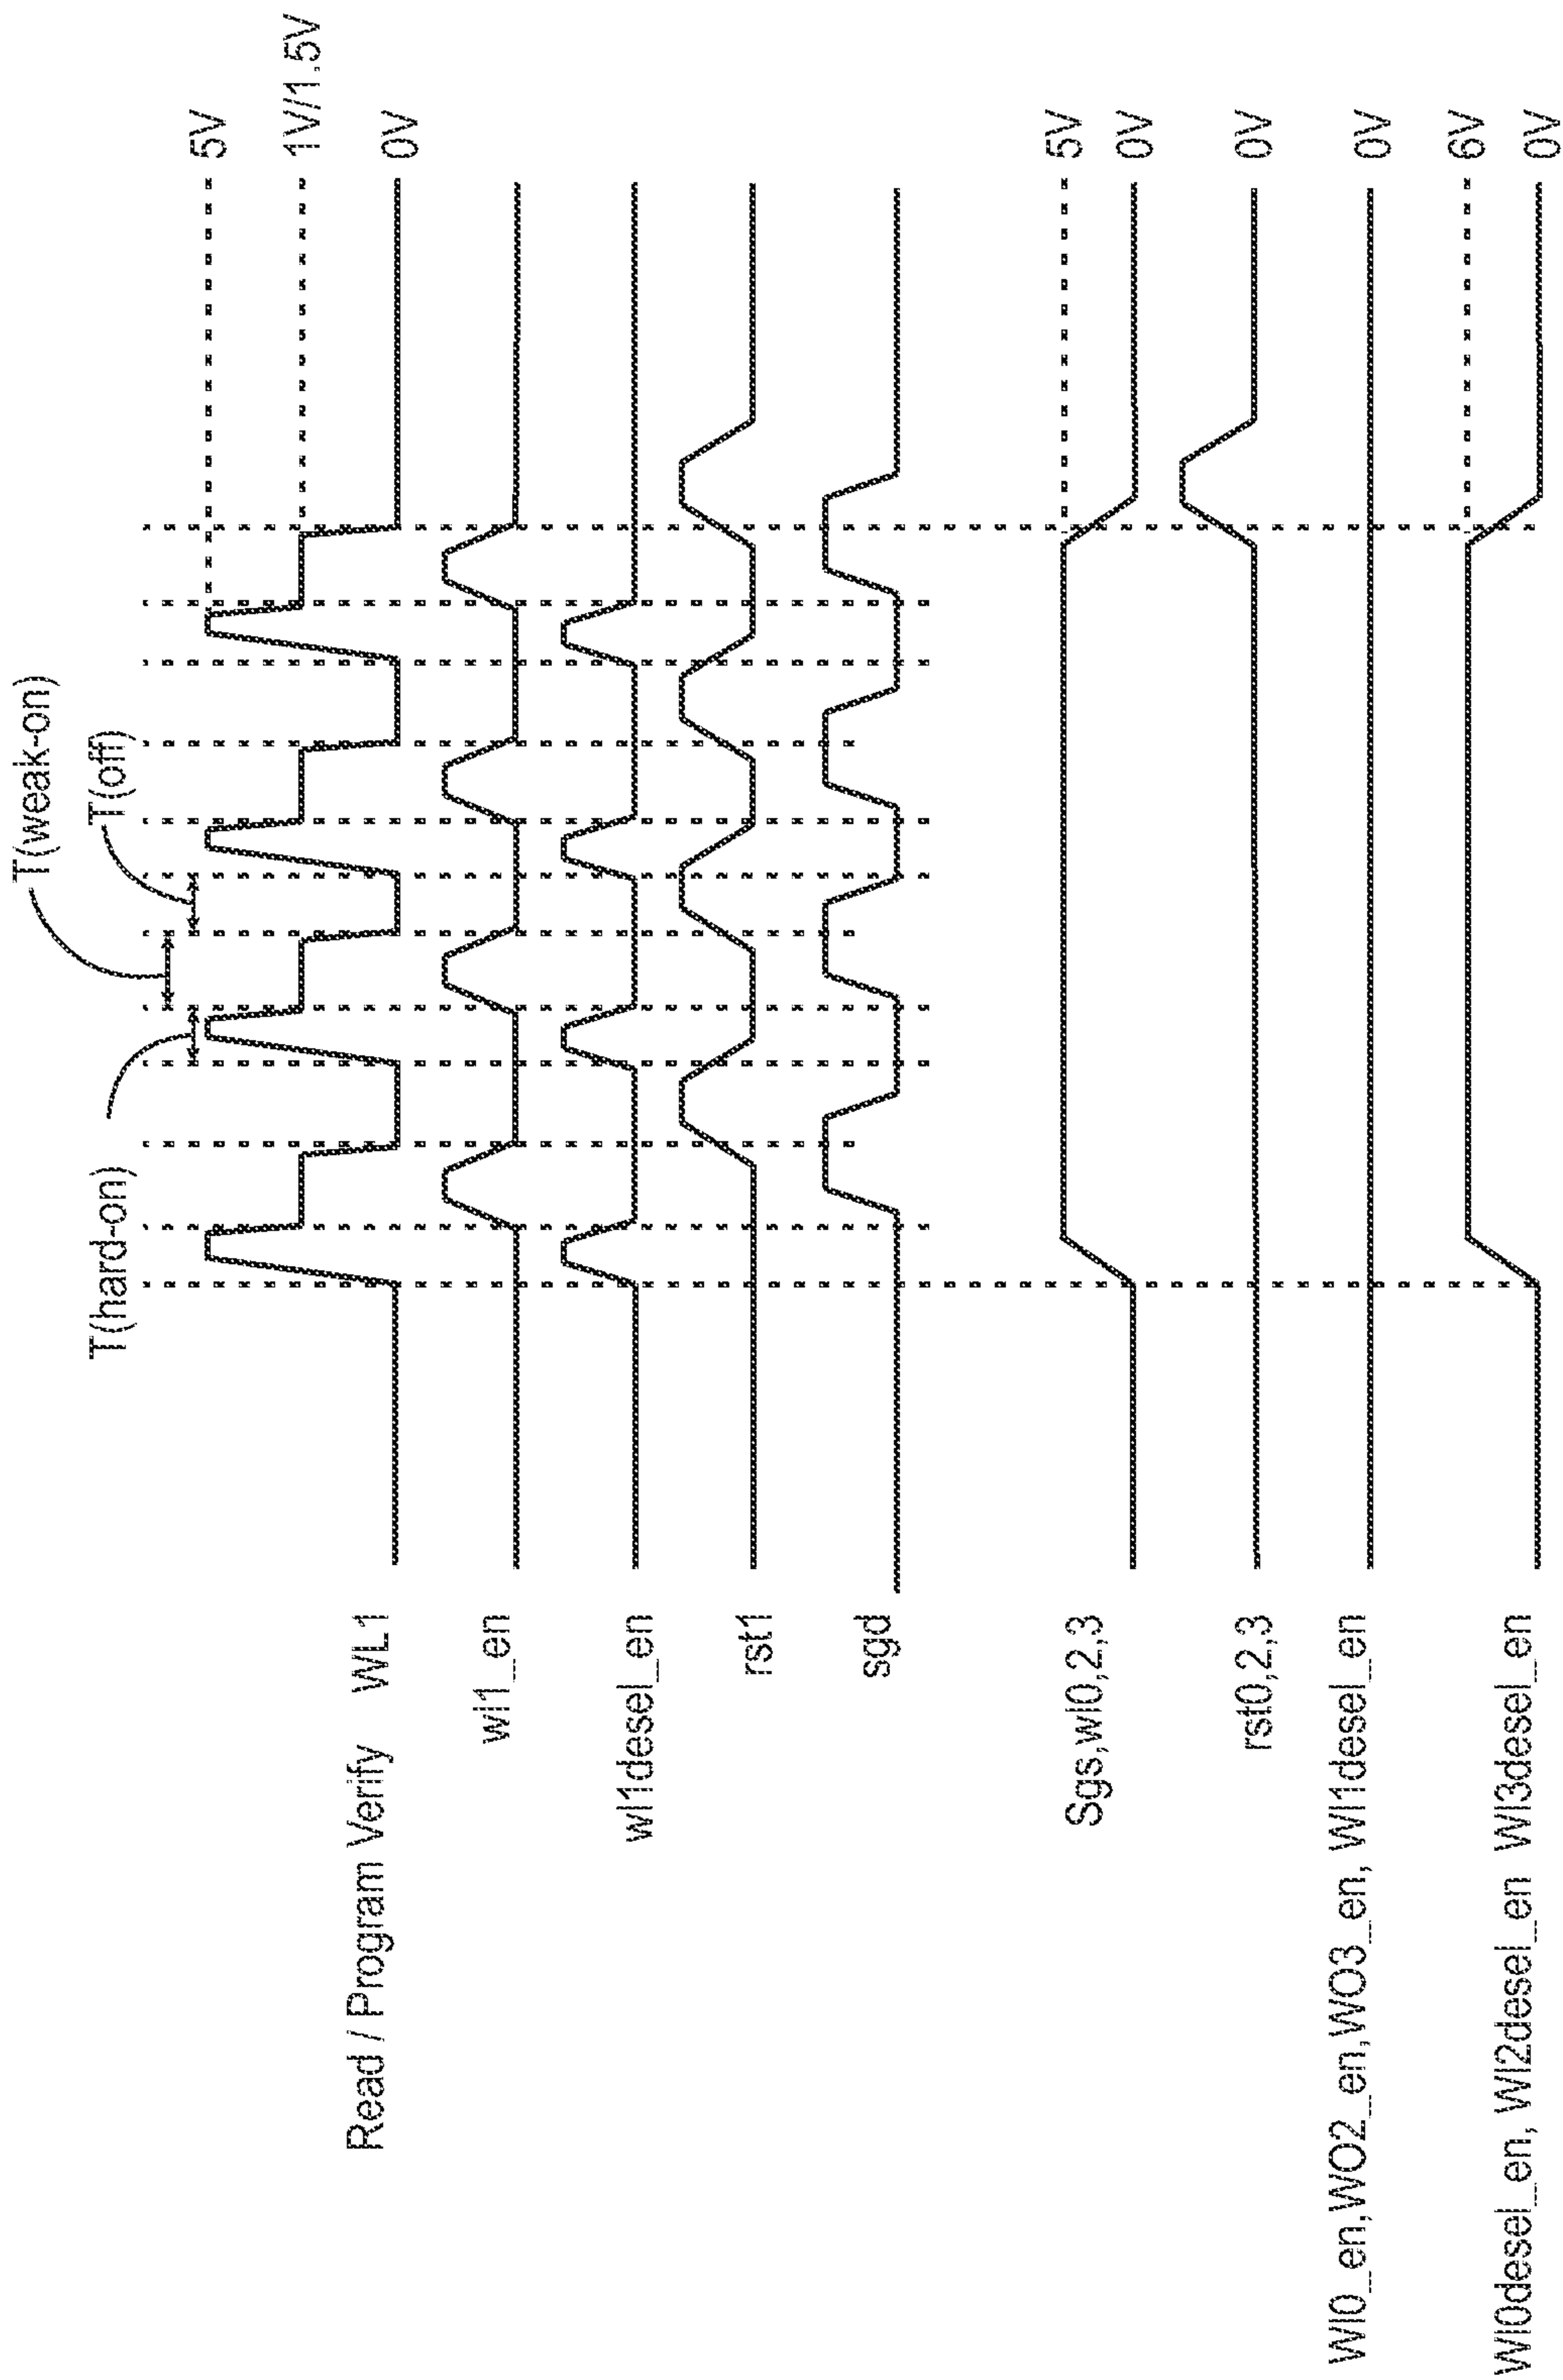 T(weak-on)
T(hard-on)
T(off)
5V
1V/1.5V
Read / Program Verify WL1
0V
wl1_en
wl1desel_en
rst1
sgd
5V
Sgs,wl0,2,3
0V
rst0,2,3
0V
Wl0_en,WO2_en,WO3_en, Wl1desel_en
0V
6V
Wl0desel_en, Wl2desel_en Wl3desel_en
0V